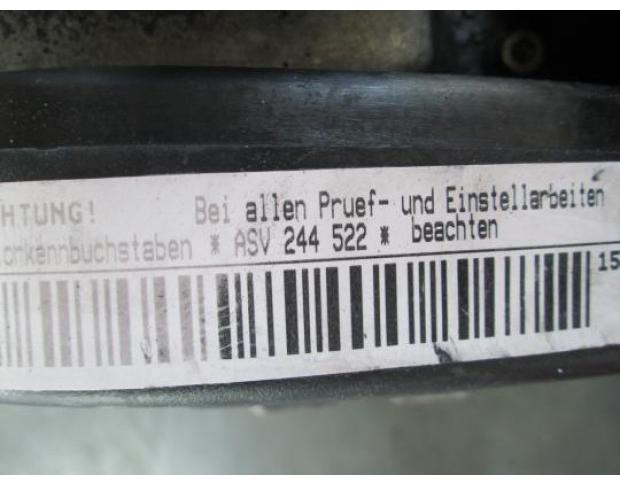 HTUNG! Bei allen Pruef- und Einstellarbeiten
orkennbuchstaben * ASV 244 522 * beachten
15